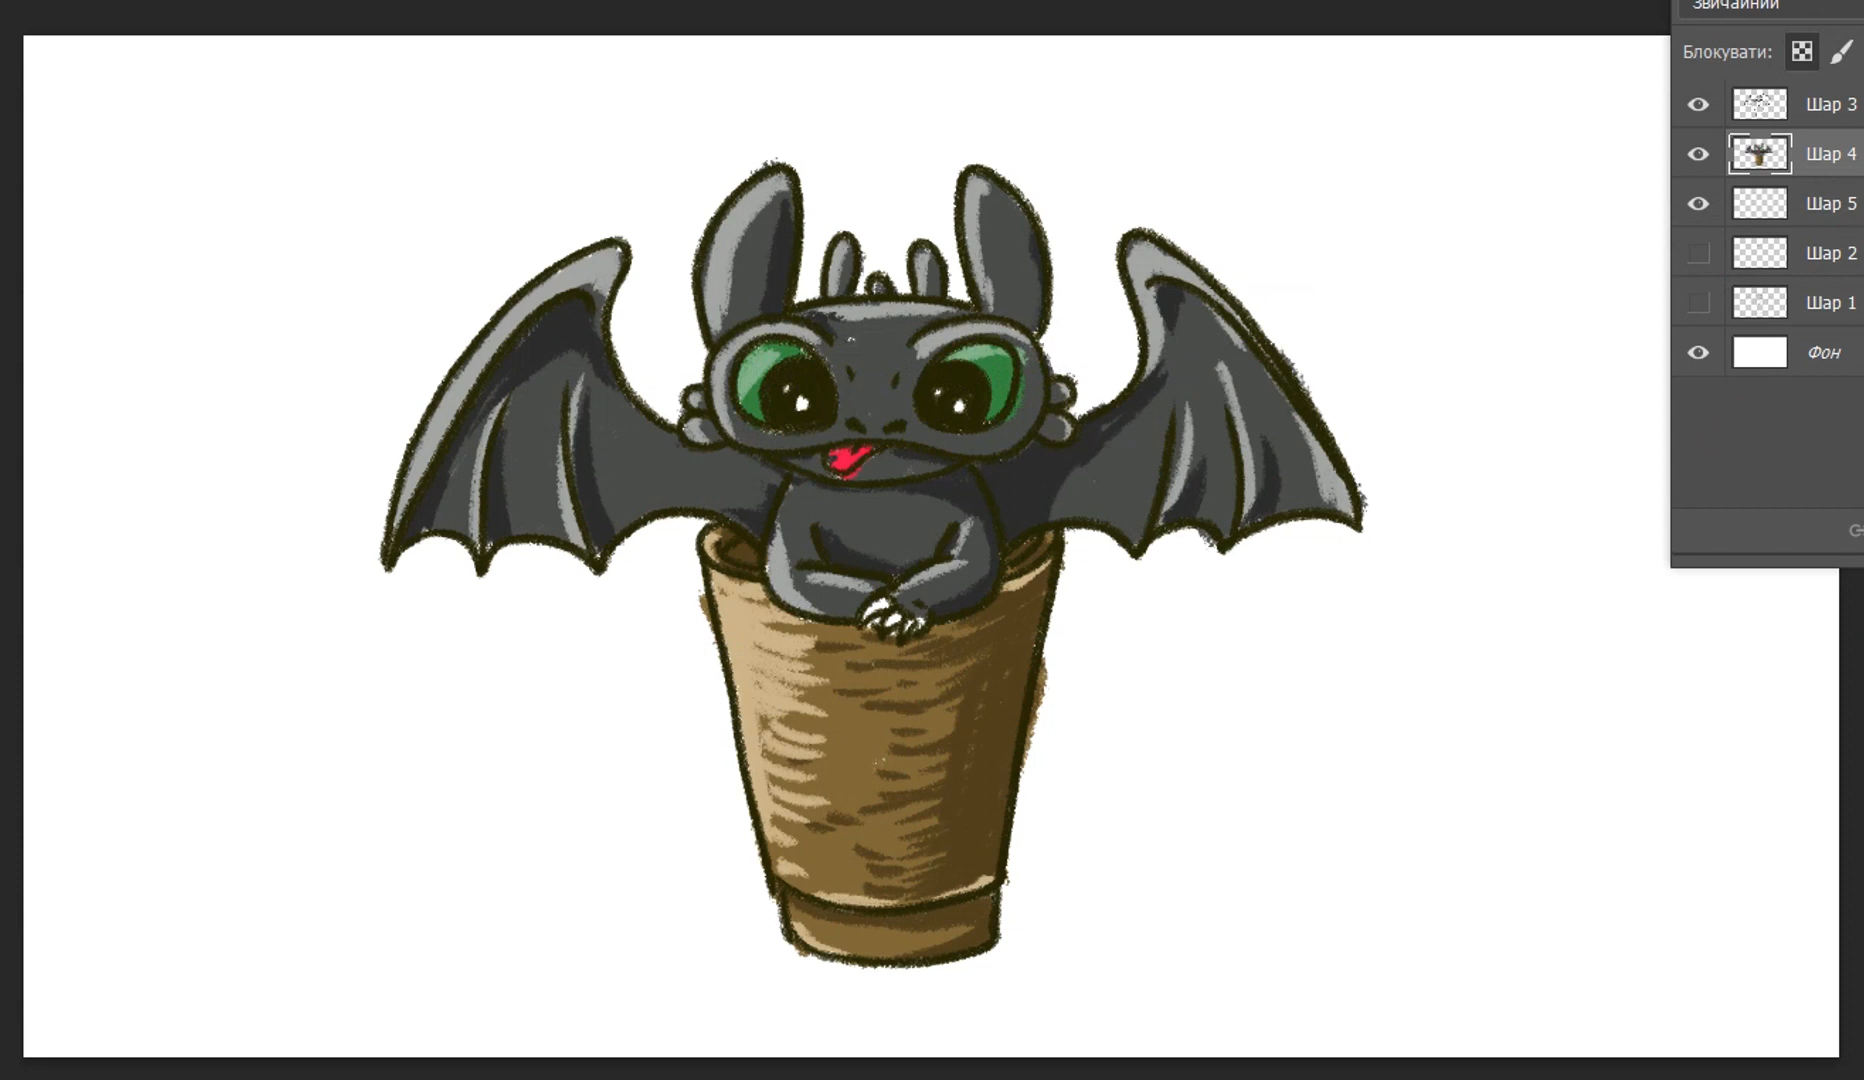 Звичайний
Блокувати:
Шар 3
Шар 4
Шар 5
Шар 2
Шар 1
Фон